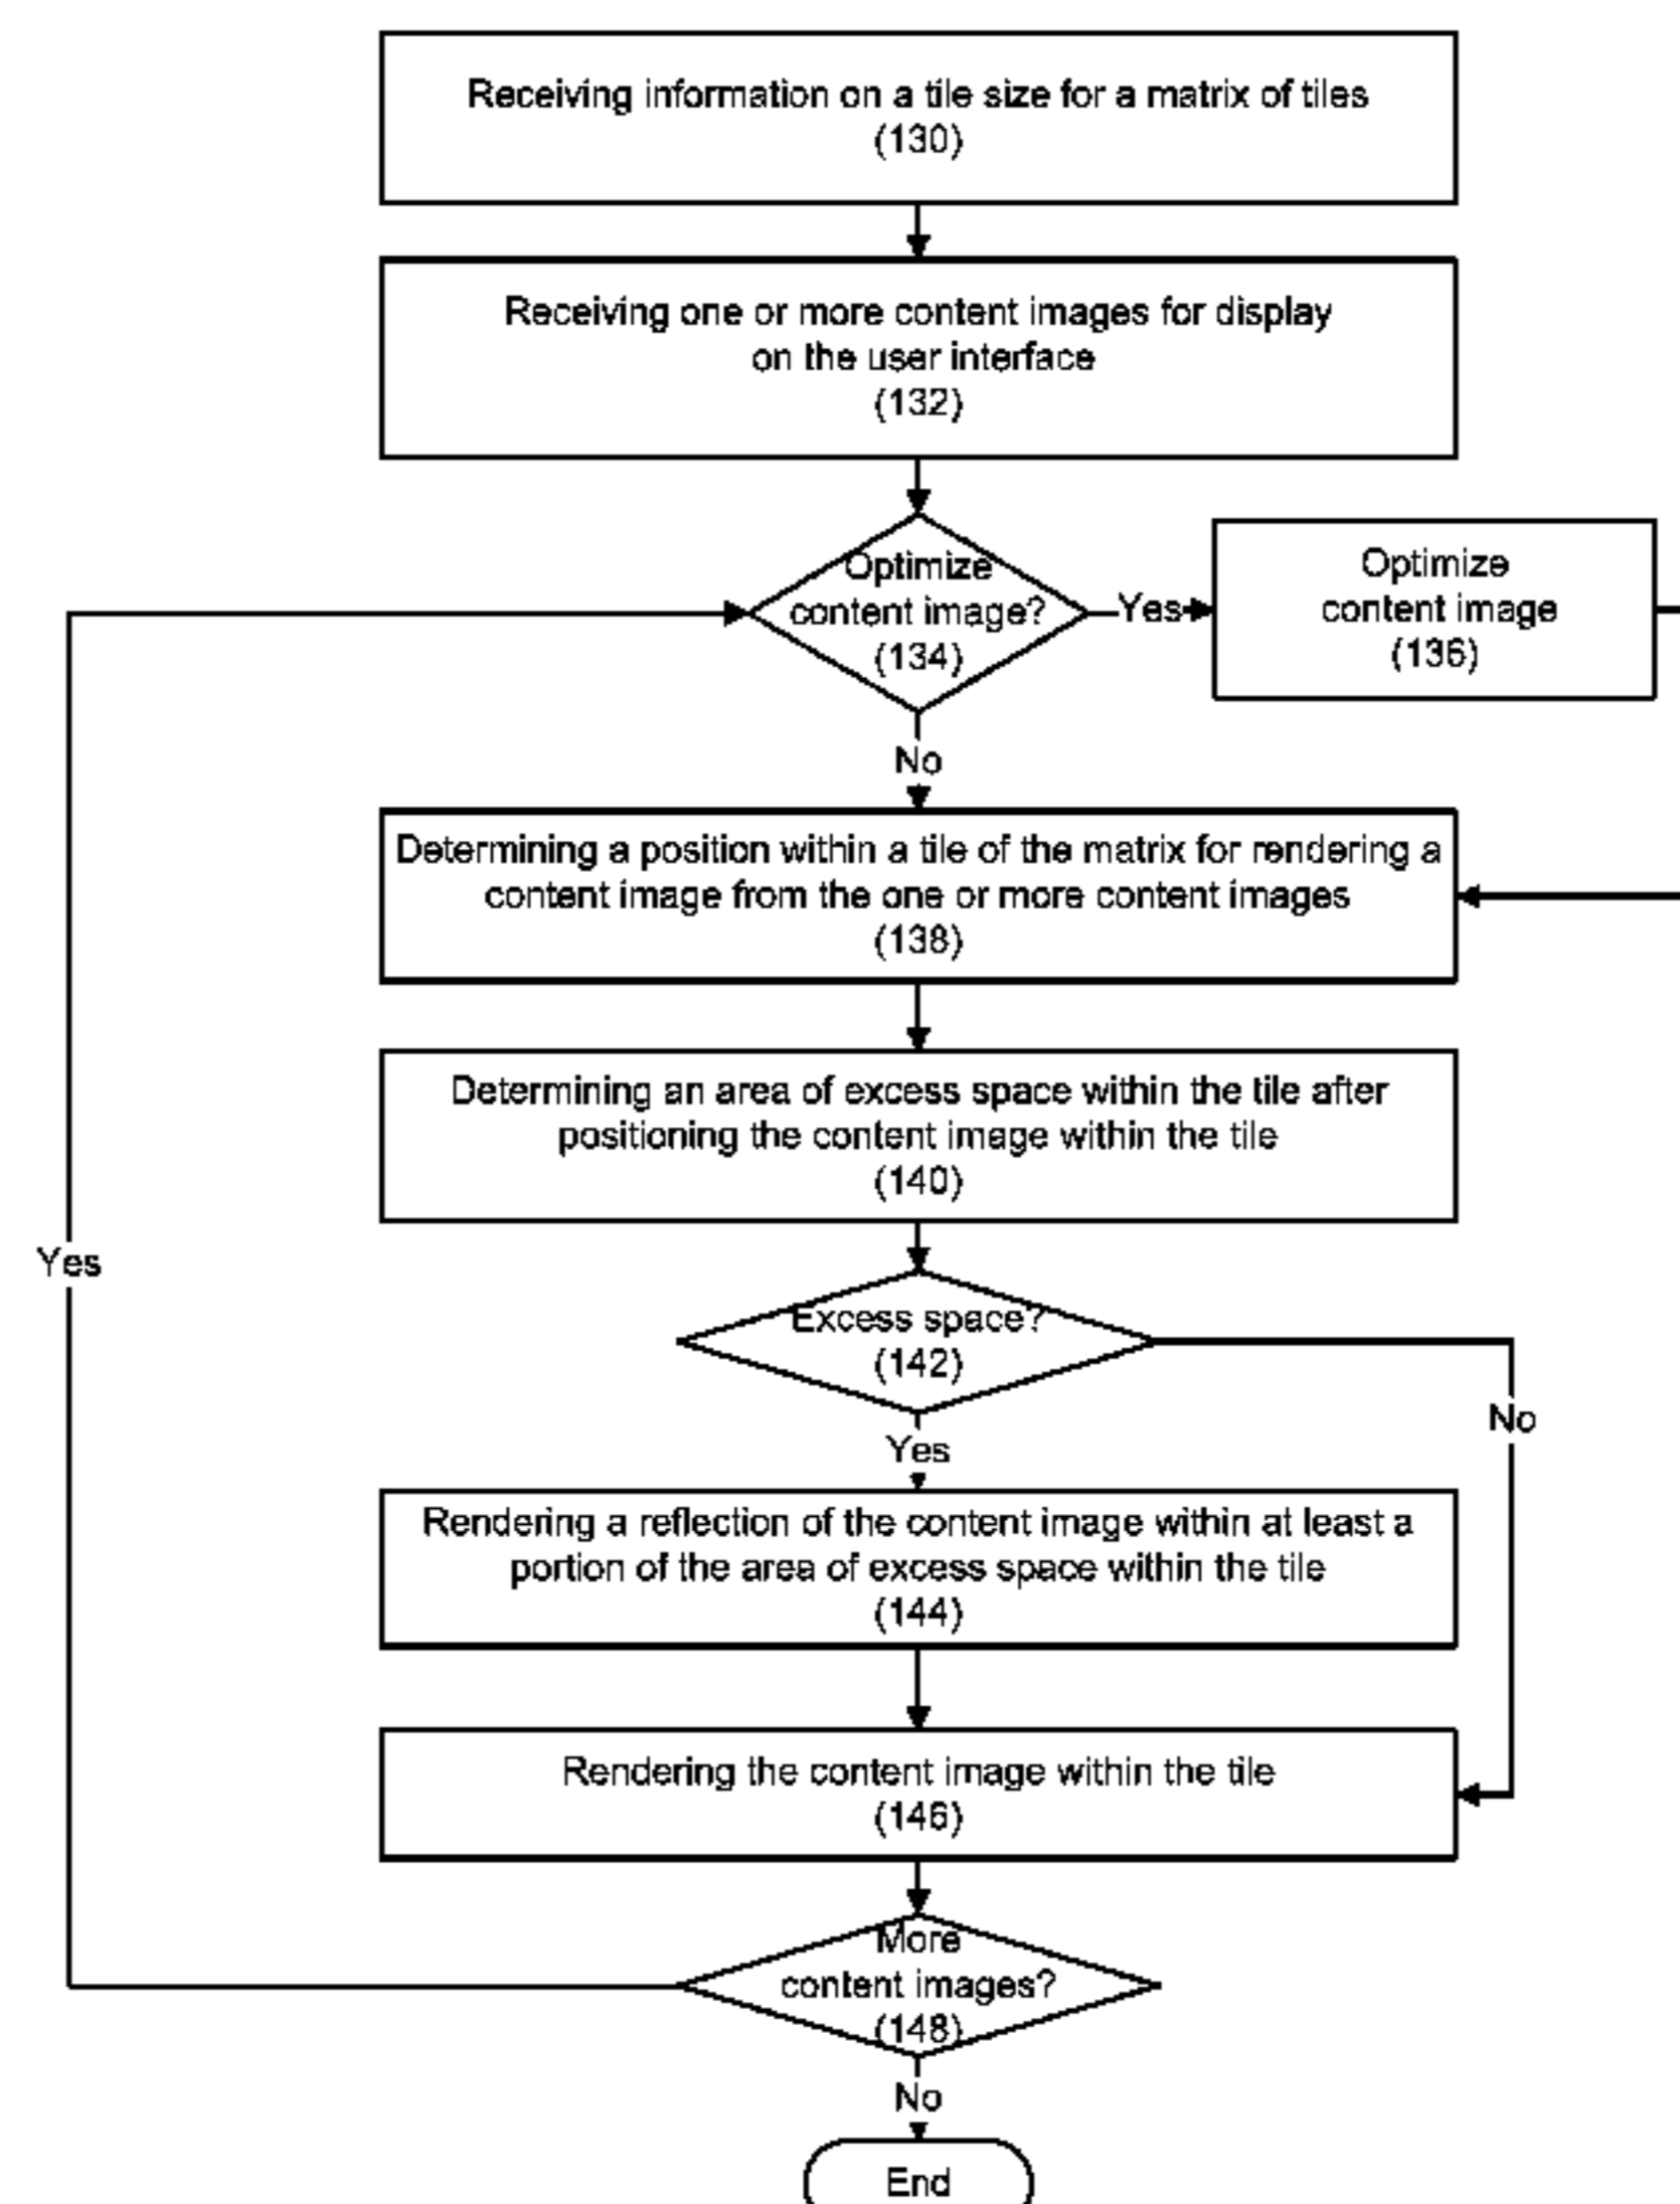 Receiving information on a tile size for a matrix of tiles
(130)
Receiving one or more content images for display
on the user interface
(132)
Optimize
content image?
(134)
Yes
Optimize
content image
(136)
No
Determining a position within a tile of the matrix for rendering a
content image from the one or more content images
(138)
Determining an area of excess space within the tile after
positioning the content image within the tile
(140)
Yes
Excess space?
(142)
No
Yes
Rendering a reflection of the content image within at least a
portion of the area of excess space within the tile
(144)
Rendering the content image within the tile
(146)
More
content images?
(148)
No
End